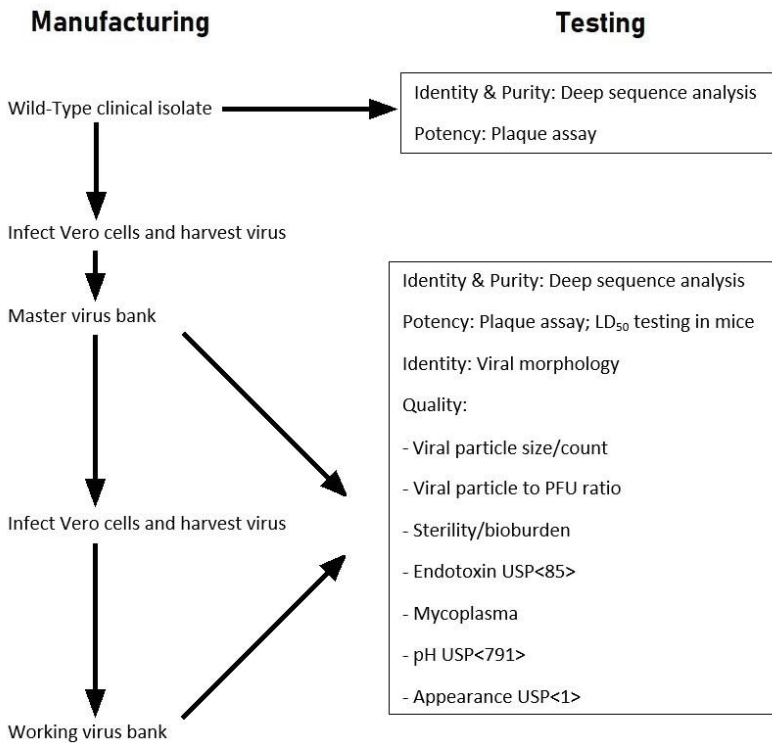 Manufacturing
Testing
Wild-Type clinical isolate
Identity & Purity: Deep sequence analysis
Potency: Plaque assay
Infect Vero cells and harvest virus
Master virus bank
Infect Vero cells and harvest virus
Working virus bank
Identity & Purity: Deep sequence analysis
Potency: Plaque assay; LD₅₀ testing in mice
Identity: Viral morphology
Quality:
- Viral particle size/count
- Viral particle to PFU ratio
- Sterility/bioburden
- Endotoxin USP<85>
- Mycoplasma
- pH USP<791>
- Appearance USP<1>